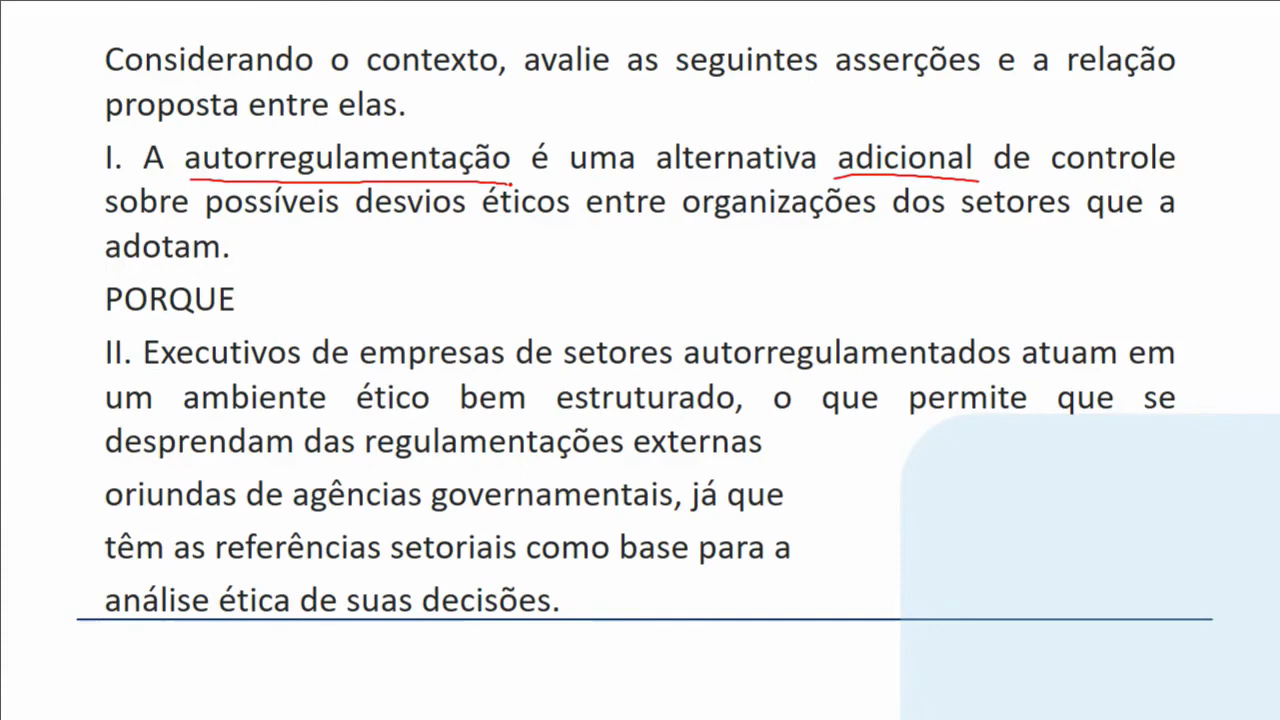 Considerando o contexto, avalie as seguintes asserções e a relação
proposta entre elas.
I. A autorregulamentação é uma alternativa adicional de controle
sobre possíveis desvios éticos entre organizações dos setores que a
adotam.
PORQUE
II. Executivos de empresas de setores autorregulamentados atuam em
um ambiente ético bem estruturado, o que permite que se
desprendam das regulamentações externas
oriundas de agências governamentais, já que
têm as referências setoriais como base para a
análise ética de suas decisões.